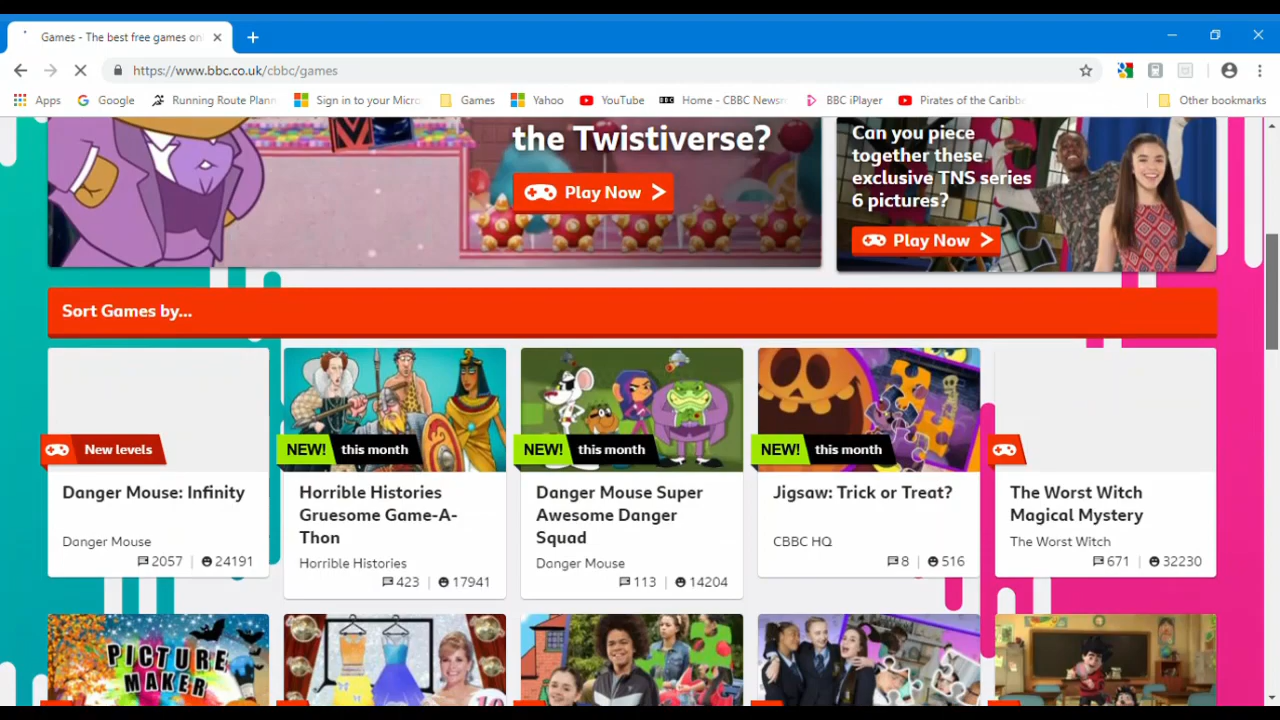 Games - The best free games on
https://www.bbc.co.uk/cbbc/games
Apps
Google
Running Route Plann
Sign in to your Micro
Games
Yahoo
YouTube
BBC
Home - CBBC Newsr
BBC iPlayer
Pirates of the Caribbe
Other bookmarks
the Twistiverse?
Play Now
Can you piece
together these
exclusive TNS series
6 pictures?
Play Now
Sort Games by...
New levels
Danger Mouse: Infinity
Danger Mouse
2057 | 24191
NEW! this month
Horrible Histories
Gruesome Game-A-
Thon
Horrible Histories
423 | 17941
NEW! this month
Danger Mouse Super
Awesome Danger
Squad
Danger Mouse
113 | 14204
NEW! this month
Jigsaw: Trick or Treat?
CBBC HQ
8 | 516
The Worst Witch
Magical Mystery
The Worst Witch
671 | 32230
PICTURE
MAKER
10